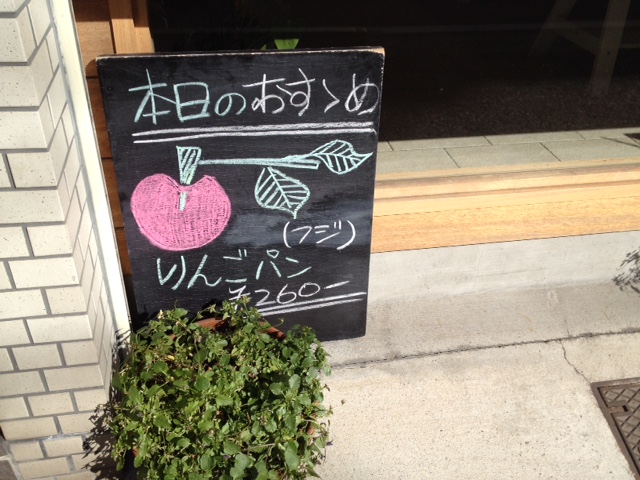 本日のおすゝめ
(フジ)
りんごパン
¥260ー